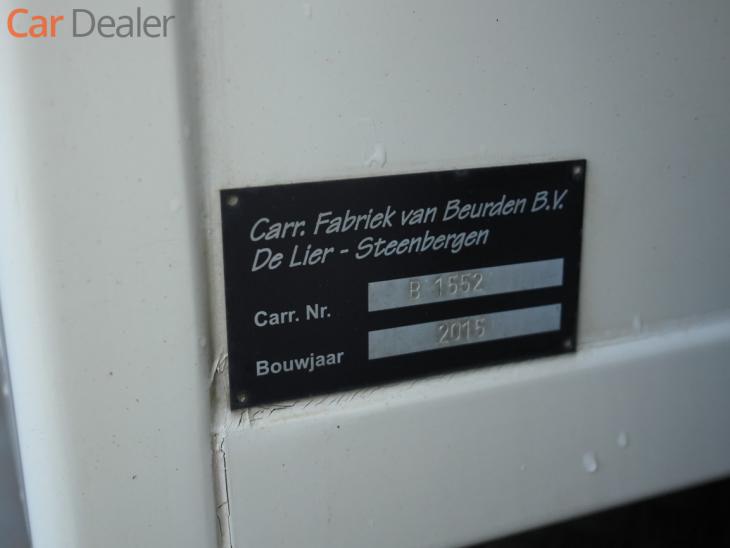 Car Dealer
Carr. Fabriek van Beurden B.V.
De Lier - Steenbergen
Carr. Nr. B 1552
Bouwjaar 2015